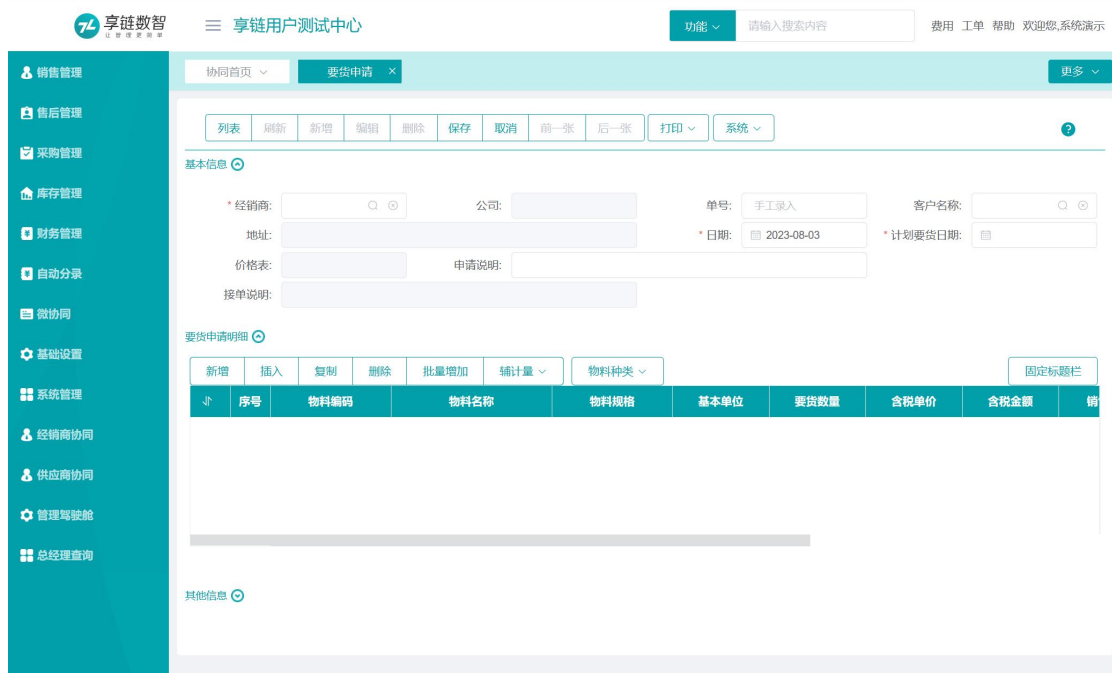 享链数智
让管理更简单
享链用户测试中心
功能
请输入搜索内容
费用 工单 帮助 欢迎您,系统演示
销售管理
售后管理
采购管理
库存管理
财务管理
自动分录
微协同
基础设置
系统管理
经销商协同
供应商协同
管理驾驶舱
总经理查询
协同首页
要货申请 ×
更多
列表 刷新 新增 编辑 删除 保存 取消 前一张 后一张 打印 系统
基本信息
* 经销商: 公司: 单号: 手工录入 客户名称:
地址: * 日期: 2023-08-03 * 计划要货日期:
价格表: 申请说明:
接单说明:
要货申请明细
新增 插入 复制 删除 批量增加 辅计量 物料种类 固定标题栏
序号 物料编码 物料名称 物料规格 基本单位 要货数量 含税单价 含税金额 销
其他信息